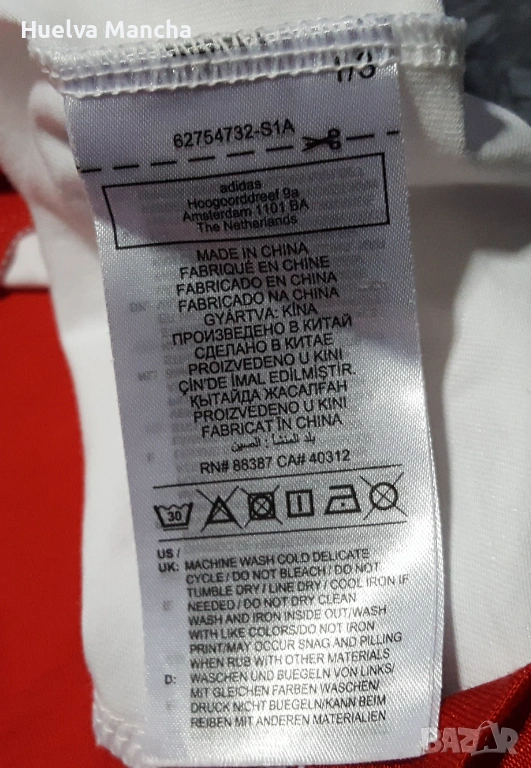 Huelva Mancha
62754732-S1A
adidas
Hoogoorddreef 9a
Amsterdam 1101 BA
The Netherlands
MADE IN CHINA
FABRIQUÉ EN CHINE
FABRICADO EN CHINA
FABRICADO NA CHINA
GYÁRTVA: KÍNA
ПРОИЗВЕДЕНО В КИТАЙ
СДЕЛАНО В КИТАЕ
PROIZVEDENO U KINI
ÇİN'DE İMAL EDİLMİŞTİR.
ҚЫТАЙДА ЖАСАЛҒАН
PROIZVEDENO U KINI
FABRICAT ÎN CHINA
بلد المنشأ: الصين
RN# 88387 CA# 40312
30
US /
UK: MACHINE WASH COLD DELICATE
CYCLE / DO NOT BLEACH / DO NOT
TUMBLE DRY / LINE DRY / COOL IRON IF
NEEDED / DO NOT DRY CLEAN
WASH AND IRON INSIDE OUT/WASH
WITH LIKE COLORS/DO NOT IRON
PRINT/MAY OCCUR SNAG AND PILLING
WHEN RUB WITH OTHER MATERIALS
D: WASCHEN UND BUEGELN VON LINKS/
MIT GLEICHEN FARBEN WASCHEN/
DRUCK NICHT BUEGELN/KANN BEIM
REIBEN MIT ANDEREN MATERIALIEN
BAZAR